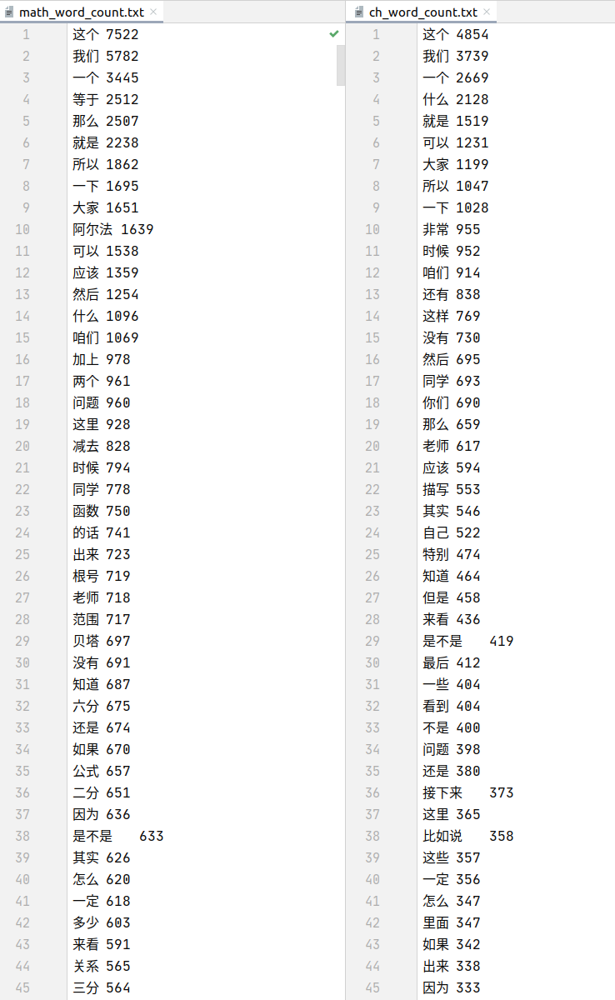 math_word_count.txt
1 这个 7522
2 我们 5782
3 一个 3445
4 等于 2512
5 那么 2507
6 就是 2238
7 所以 1862
8 一下 1695
9 大家 1651
10 阿尔法 1639
11 可以 1538
12 应该 1359
13 然后 1254
14 什么 1096
15 咱们 1069
16 加上 978
17 两个 961
18 问题 960
19 这里 928
20 减去 828
21 时候 794
22 同学 778
23 函数 750
24 的话 741
25 出来 723
26 根号 719
27 老师 718
28 范围 717
29 贝塔 697
30 没有 691
31 知道 687
32 六分 675
33 还是 674
34 如果 670
35 公式 657
36 二分 651
37 因为 636
38 是不是 633
39 其实 626
40 怎么 620
41 一定 618
42 多少 603
43 来看 591
44 关系 565
45 三分 564
ch_word_count.txt
1 这个 4854
2 我们 3739
3 一个 2669
4 什么 2128
5 就是 1519
6 可以 1231
7 大家 1199
8 所以 1047
9 一下 1028
10 非常 955
11 时候 952
12 咱们 914
13 还有 838
14 这样 769
15 没有 730
16 然后 695
17 同学 693
18 你们 690
19 那么 659
20 老师 617
21 应该 594
22 描写 553
23 其实 546
24 自己 522
25 特别 474
26 知道 464
27 但是 458
28 来看 436
29 是不是 419
30 最后 412
31 一些 404
32 看到 404
33 不是 400
34 问题 398
35 还是 380
36 接下来 373
37 这里 365
38 比如说 358
39 这些 357
40 一定 356
41 怎么 347
42 里面 347
43 如果 342
44 出来 338
45 因为 333